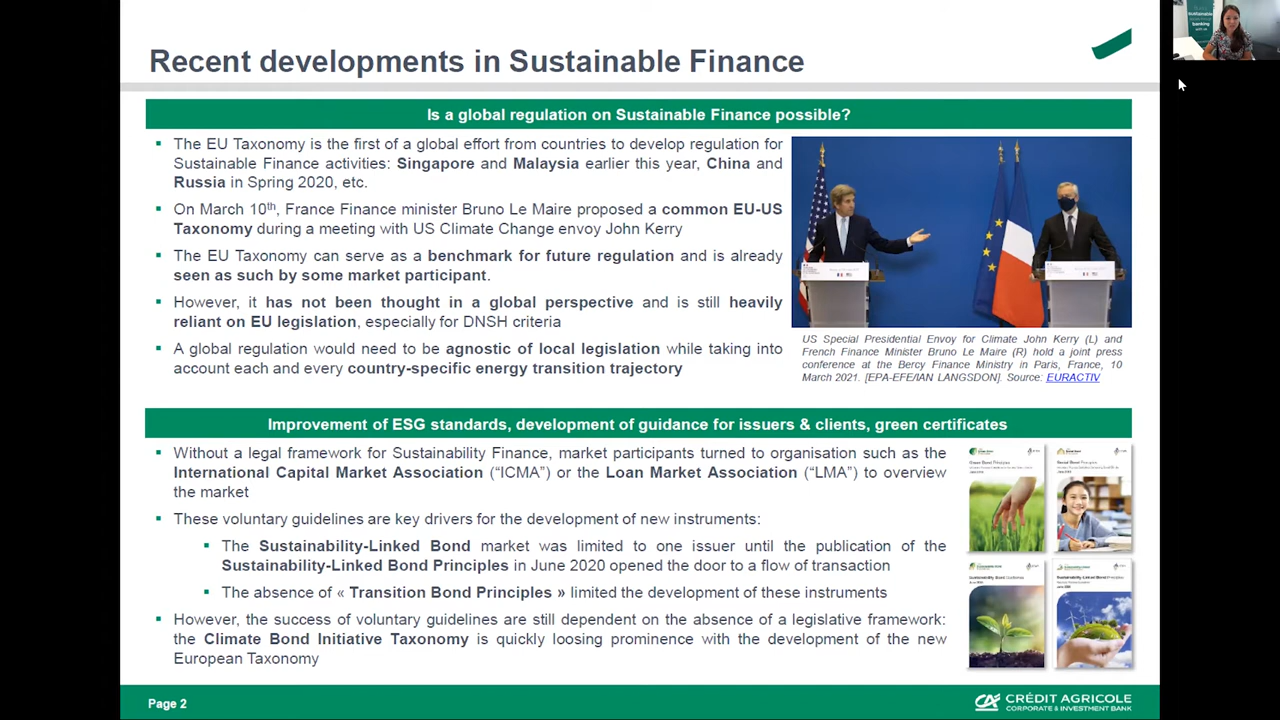 Recent developments in Sustainable Finance
Is a global regulation on Sustainable Finance possible?
▪ The EU Taxonomy is the first of a global effort from countries to develop regulation for
Sustainable Finance activities: Singapore and Malaysia earlier this year, China and
Russia in Spring 2020, etc.
▪ On March 10th, France Finance minister Bruno Le Maire proposed a common EU-US
Taxonomy during a meeting with US Climate Change envoy John Kerry
▪ The EU Taxonomy can serve as a benchmark for future regulation and is already
seen as such by some market participant.
▪ However, it has not been thought in a global perspective and is still heavily
reliant on EU legislation, especially for DNSH criteria
▪ A global regulation would need to be agnostic of local legislation while taking into
account each and every country-specific energy transition trajectory
US Special Presidential Envoy for Climate John Kerry (L) and
French Finance Minister Bruno Le Maire (R) hold a joint press
conference at the Bercy Finance Ministry in Paris, France, 10
March 2021. [EPA-EFE/IAN LANGSDON]. Source: EURACTIV
Improvement of ESG standards, development of guidance for issuers & clients, green certificates
▪ Without a legal framework for Sustainability Finance, market participants turned to organisation such as the
International Capital Market Association ("ICMA") or the Loan Market Association ("LMA") to overview
the market
▪ These voluntary guidelines are key drivers for the development of new instruments:
▪ The Sustainability-Linked Bond market was limited to one issuer until the publication of the
Sustainability-Linked Bond Principles in June 2020 opened the door to a flow of transaction
▪ The absence of « Transition Bond Principles » limited the development of these instruments
▪ However, the success of voluntary guidelines are still dependent on the absence of a legislative framework:
the Climate Bond Initiative Taxonomy is quickly loosing prominence with the development of the new
European Taxonomy
Green Bond Principles
Social Bond Principles
Sustainability Bond Guidelines
Sustainability-Linked Bond Principles
Page 2
CRÉDIT AGRICOLE
CORPORATE & INVESTMENT BANK
sustainable
banking